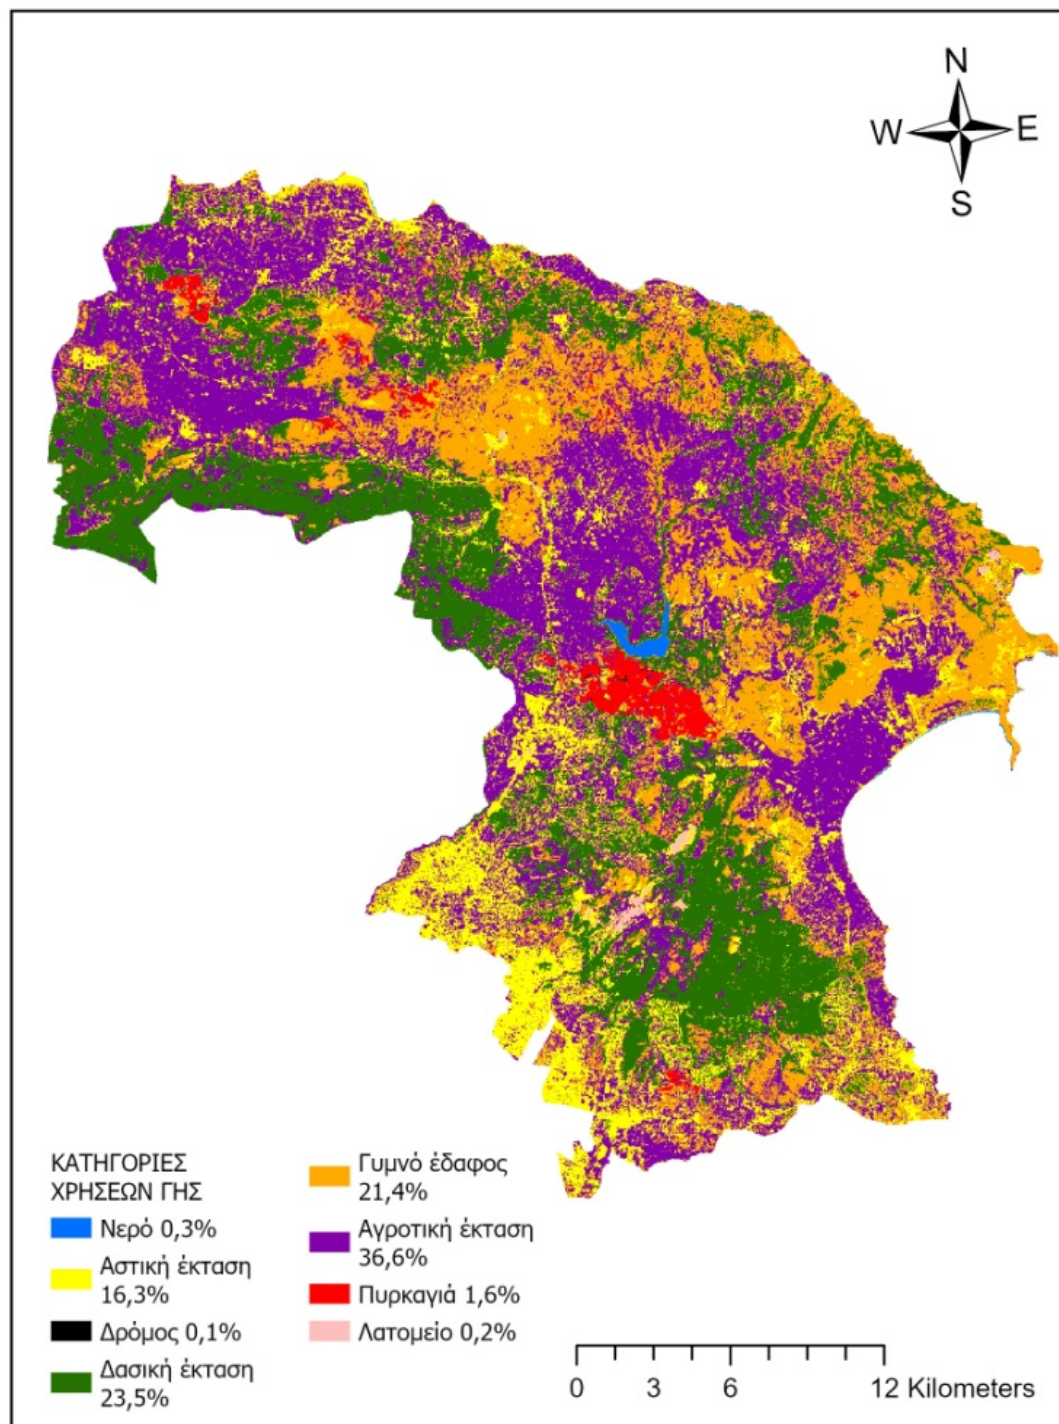 N
W E
S
ΚΑΤΗΓΟΡΙΕΣ
ΧΡΗΣΕΩΝ ΓΗΣ
Νερό 0,3%
Αστική έκταση
16,3%
Δρόμος 0,1%
Δασική έκταση
23,5%
Γυμνό έδαφος
21,4%
Αγροτική έκταση
36,6%
Πυρκαγιά 1,6%
Λατομείο 0,2%
0 3 6 12 Kilometers